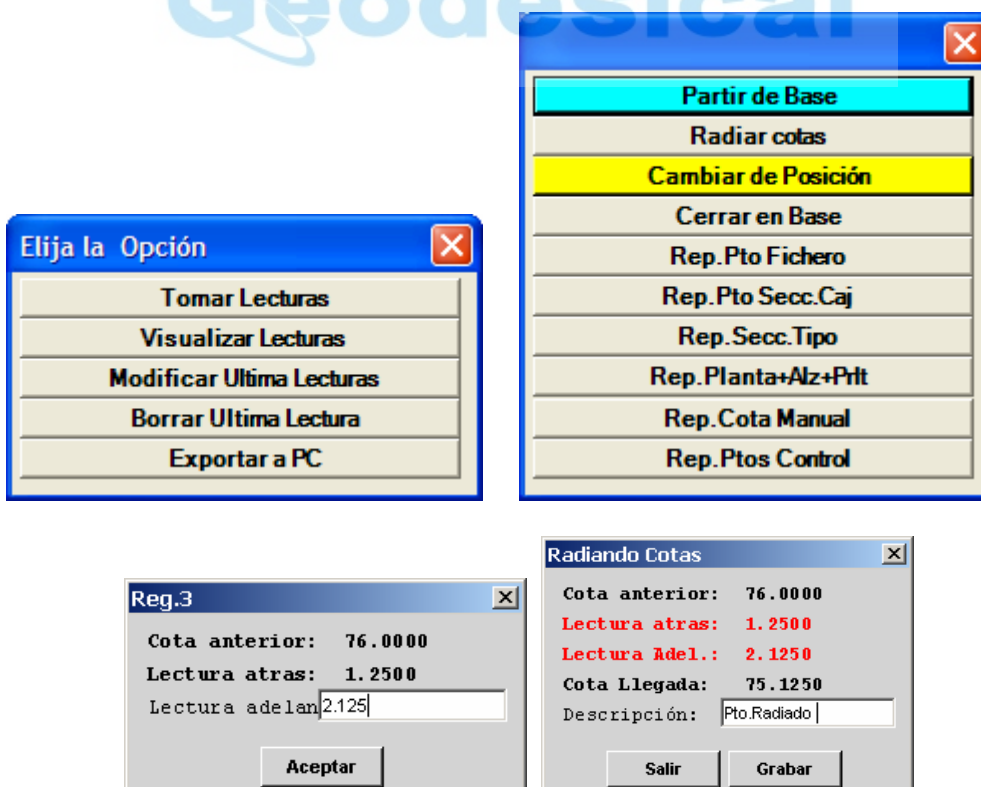 Geodesical
Partir de Base
Radiar cotas
Cambiar de Posición
Cerrar en Base
Rep.Pto Fichero
Rep.Pto Secc.Caj
Rep.Secc.Tipo
Rep.Planta+Alz+Prlt
Rep.Cota Manual
Rep.Ptos Control
Elija la Opción
Tomar Lecturas
Visualizar Lecturas
Modificar Ultima Lecturas
Borrar Ultima Lectura
Exportar a PC
Reg.3
Cota anterior: 76.0000
Lectura atras: 1.2500
Lectura adelan 2.125
Aceptar
Radiando Cotas
Cota anterior: 76.0000
Lectura atras: 1.2500
Lectura Adel.: 2.1250
Cota Llegada: 75.1250
Descripción: Pto.Radiado
Salir Grabar